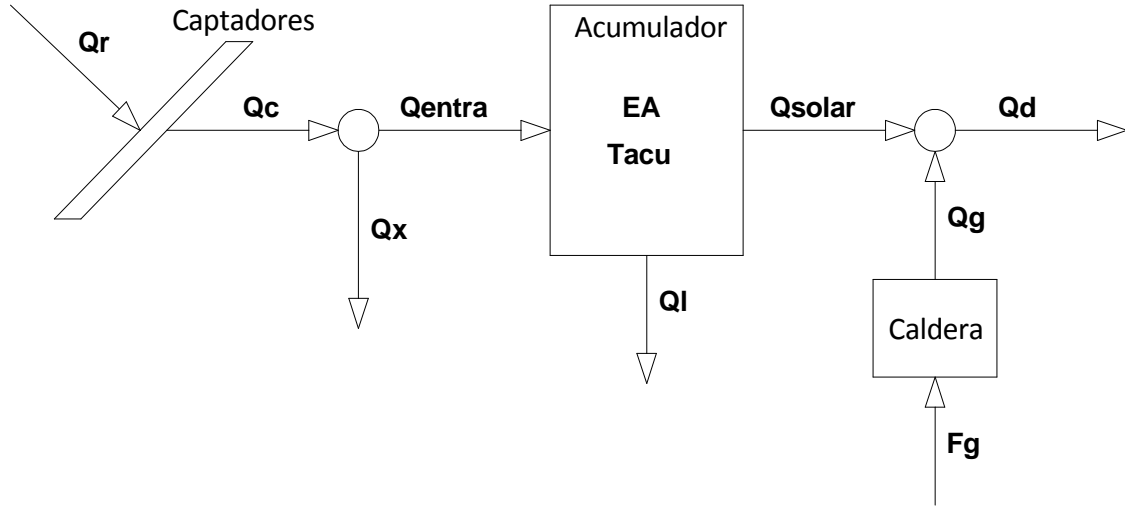 Captadores
Qr
Qc
Qentra
Qx
Acumulador
EA
Tacu
Ql
Qsolar
Qd
Qg
Caldera
Fg